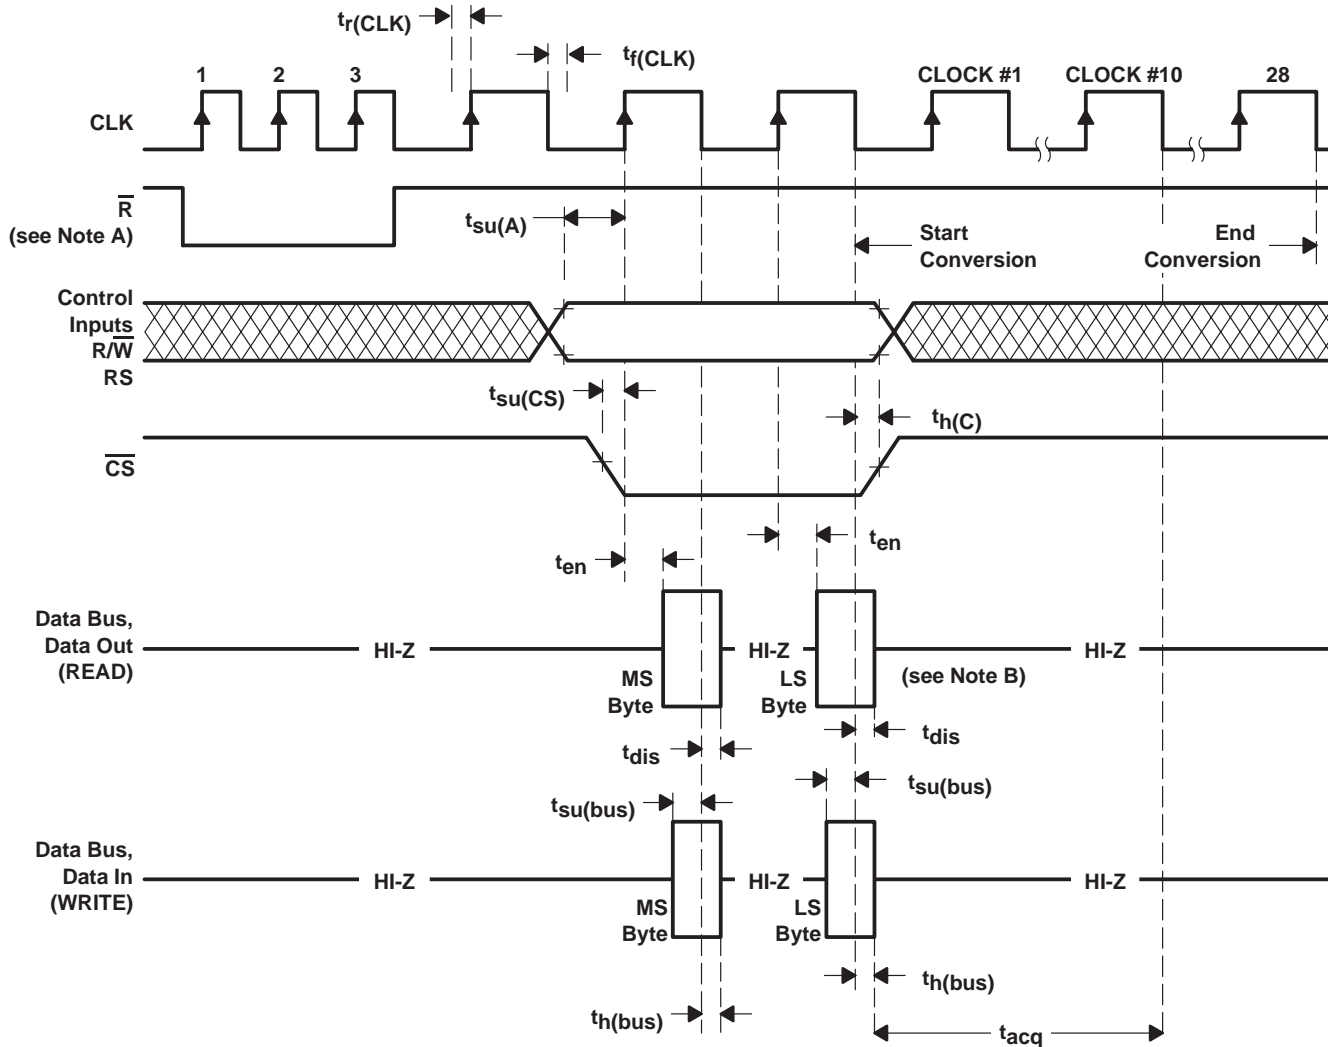 tr(CLK)
tf(CLK)
1
2
3
CLOCK #1
CLOCK #10
28
CLK
R̅
(see Note A)
tsu(A)
Start
Conversion
End
Conversion
Control
Inputs
R/W̅
RS
tsu(CS)
th(C)
C̅S̅
ten
ten
Data Bus,
Data Out
(READ)
HI-Z
MS
Byte
HI-Z
LS
Byte
(see Note B)
HI-Z
tdis
tdis
tsu(bus)
tsu(bus)
Data Bus,
Data In
(WRITE)
HI-Z
MS
Byte
HI-Z
LS
Byte
HI-Z
th(bus)
th(bus)
tacq